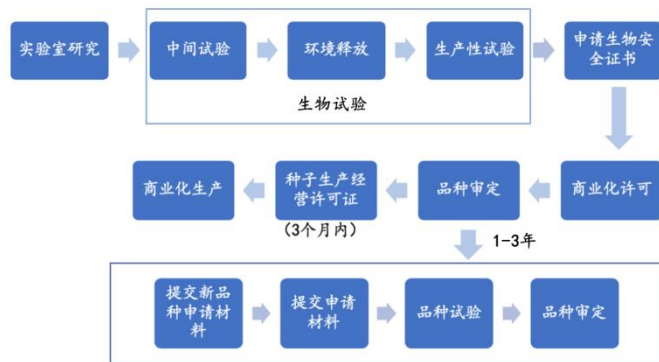 实验室研究
中间试验
环境释放
生产性试验
申请生物安
全证书
生物试验
商业化生产
种子生产经
营许可证
(3个月内)
品种审定
商业化许可
1-3年
提交新品
种申请材
料
提交申请
材料
品种试验
品种审定